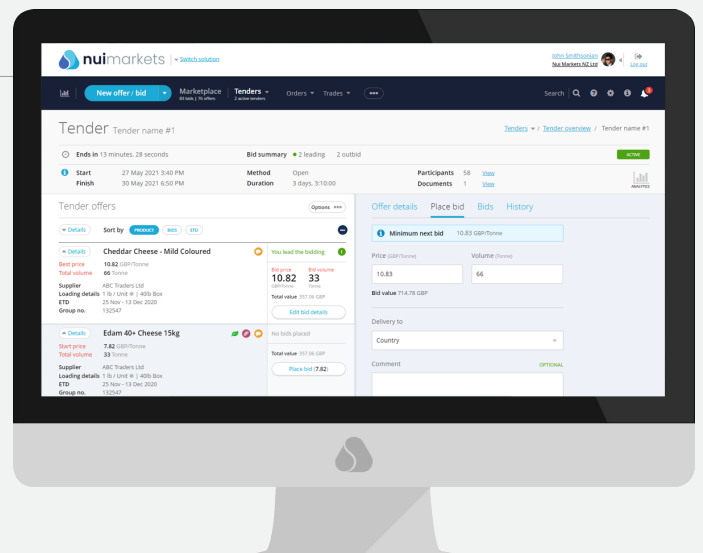 nuimarkets
Switch solution
John Smithsonian
Nui Markets NZ Ltd
Log out
New offer / bid
Marketplace
83 bids | 76 offers
Tenders
2 active tenders
Orders
Trades
Search
Tender Tender name #1
Tenders / Tender overview / Tender name #1
Ends in 13 minutes, 28 seconds
Bid summary 2 leading 2 outbid
ACTIVE
Start 27 May 2021 3:40 PM
Method Open
Participants 58 View
Finish 30 May 2021 6:50 PM
Duration 3 days, 3:10:00
Documents 1 View
ANALYTICS
Tender offers
Options
Details
Sort by PRODUCT BIDS ETD
Details
Cheddar Cheese - Mild Coloured
Best price 10.82 GBP/Tonne
Total volume 66 Tonne
Supplier ABC Traders Ltd
Loading details 1 lb / Unit | 40lb Box
ETD 25 Nov - 13 Dec 2020
Group no. 132547
You lead the bidding
Bid price Bid volume
10.82 33
GBP/Tonne Tonne
Total value 357.06 GBP
Edit bid details
Details
Edam 40+ Cheese 15kg
Start price 7.82 GBP/Tonne
Total volume 33 Tonne
Supplier ABC Traders Ltd
Loading details 1 lb / Unit | 40lb Box
ETD 25 Nov - 13 Dec 2020
Group no. 132547
No bids placed
Total value 357.06 GBP
Place bid (7.82)
Offer details Place bid Bids History
Minimum next bid 10.83 GBP/Tonne
Price (GBP/Tonne) Volume (Tonne)
10.83 66
Bid value 714.78 GBP
Delivery to
Country
Comment OPTIONAL